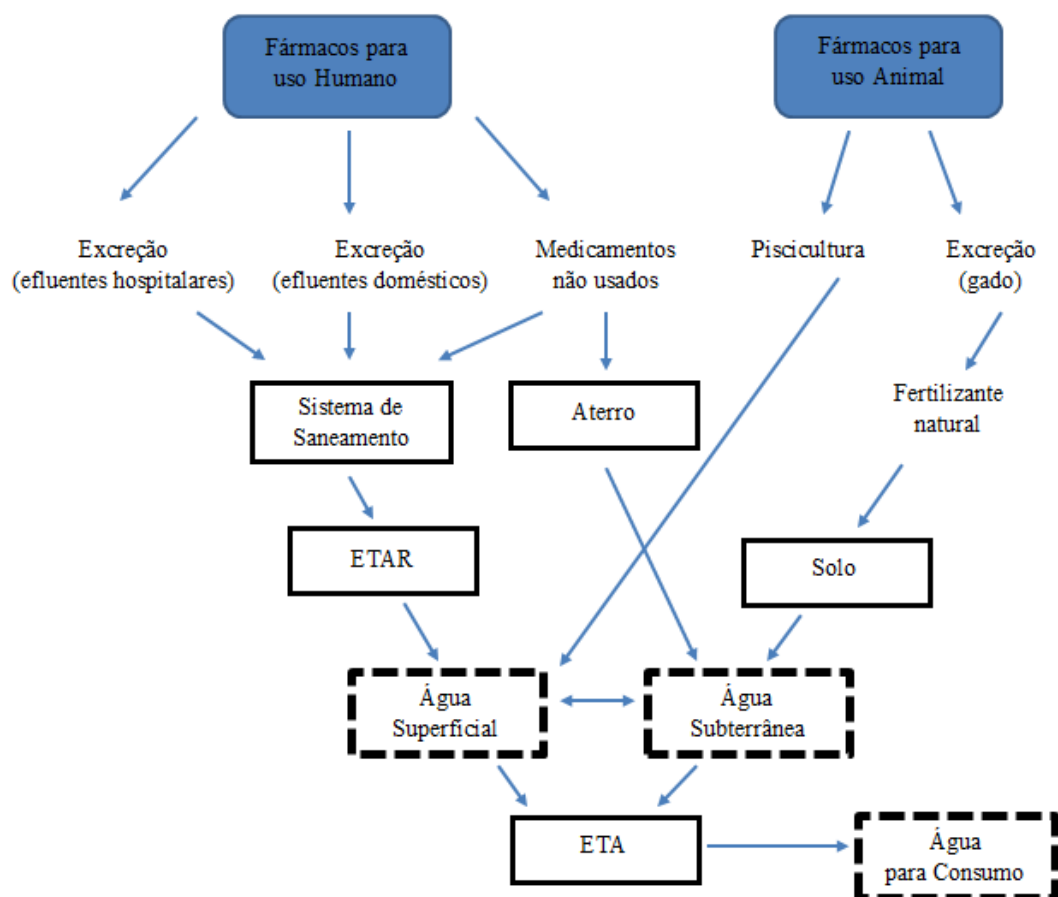 Fármacos para
uso Humano
Fármacos para
uso Animal
Excreção
(efluentes hospitalares)
Excreção
(efluentes domésticos)
Medicamentos
não usados
Piscicultura
Excreção
(gado)
Sistema de
Saneamento
Aterro
Fertilizante
natural
ETAR
Solo
Água
Superficial
Água
Subterrânea
ETA
Água
para Consumo